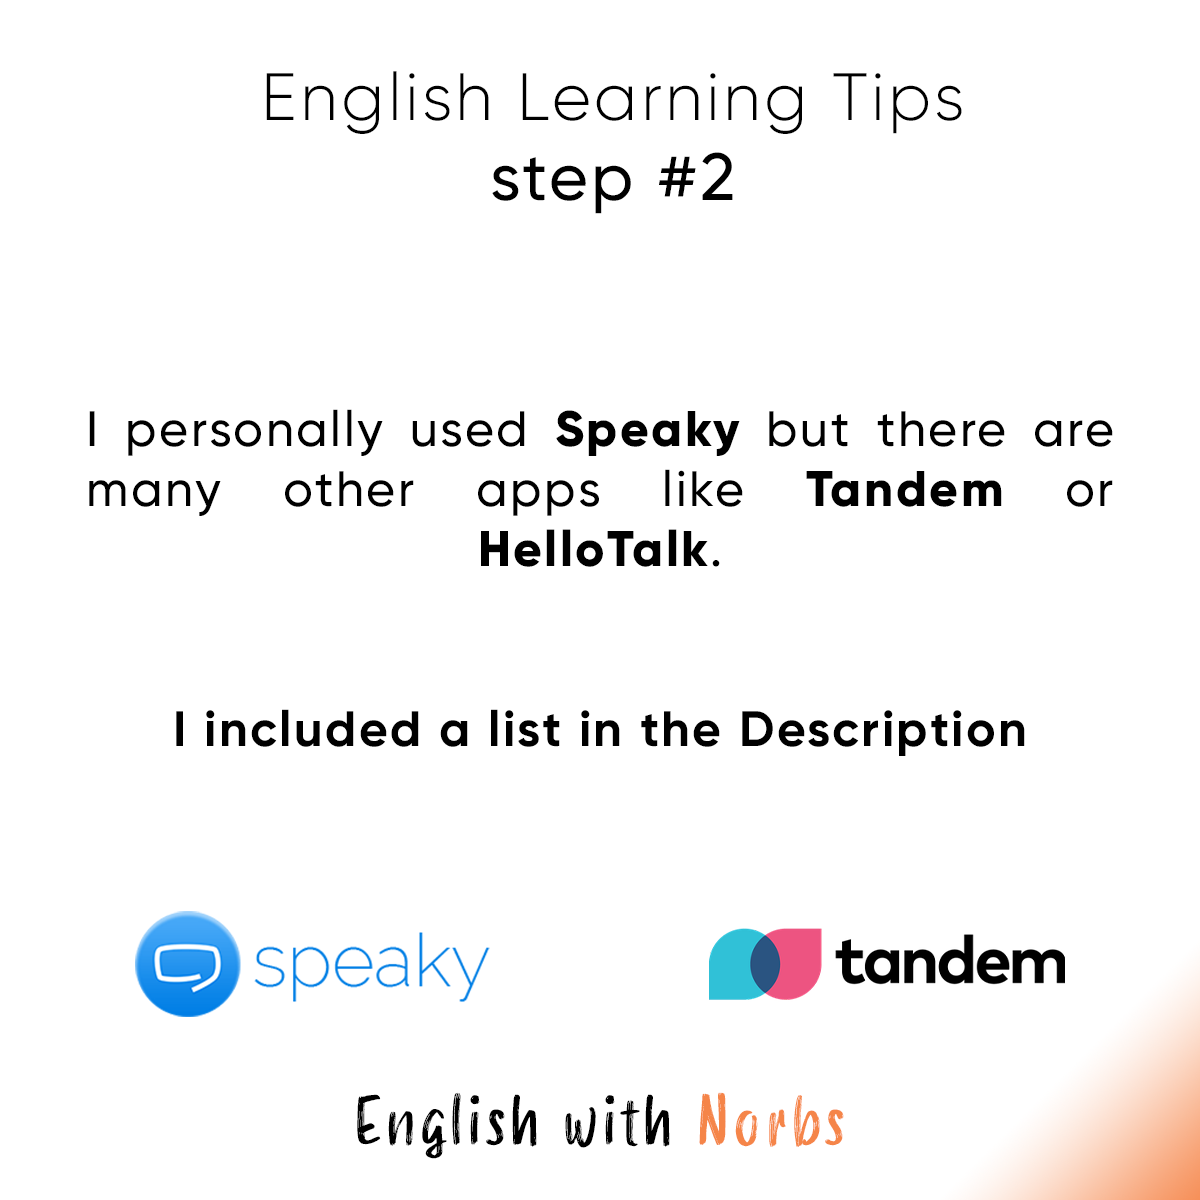 English Learning Tips
step #2
I personally used Speaky but there are
many other apps like Tandem or
HelloTalk.
I included a list in the Description
speaky
tandem
English with Norbs